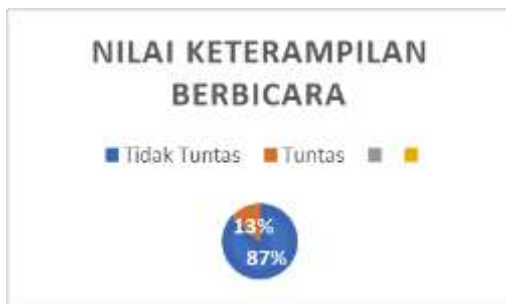 NILAI KETERAMPILAN
BERBICARA
Tidak Tuntas Tuntas
13%
87%